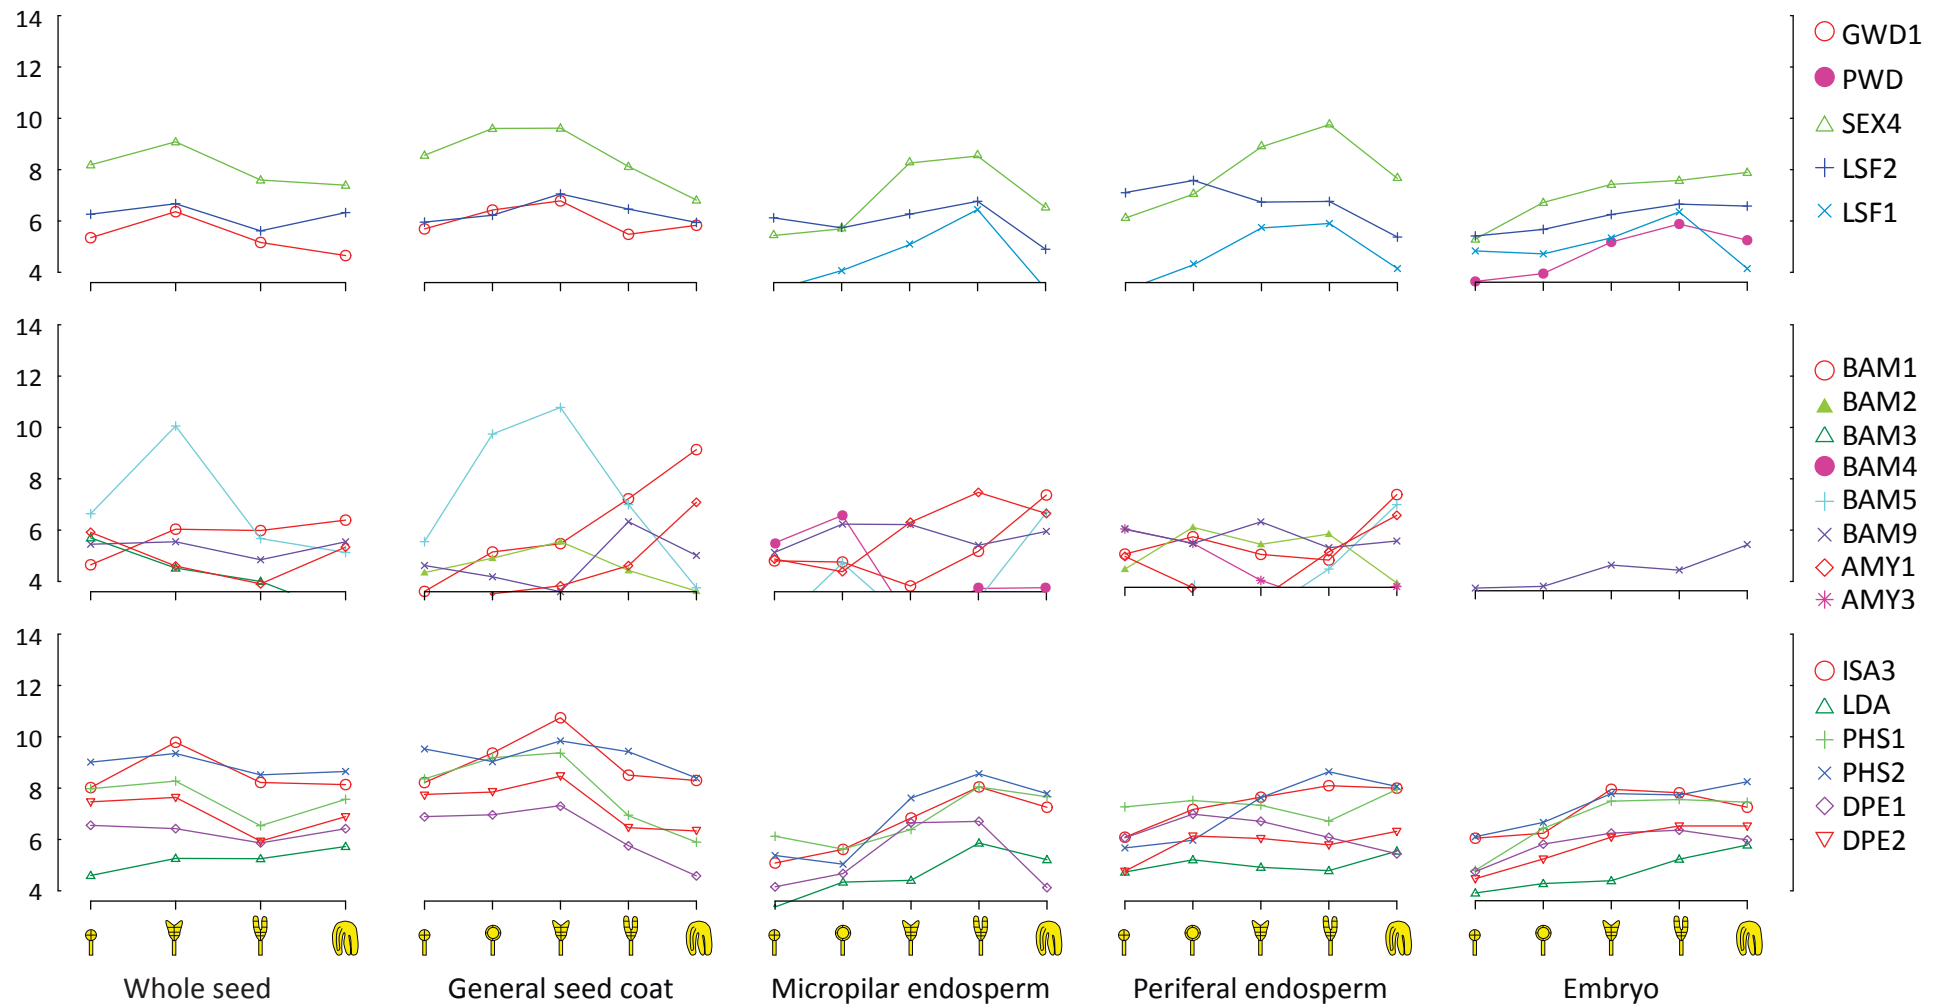 14
12
10
8
6
4
GWD1
PWD
SEX4
LSF2
LSF1
14
12
10
8
6
4
BAM1
BAM2
BAM3
BAM4
BAM5
BAM9
AMY1
AMY3
14
12
10
8
6
4
ISA3
LDA
PHS1
PHS2
DPE1
DPE2
Whole seed General seed coat Micropilar endosperm Periferal endosperm Embryo